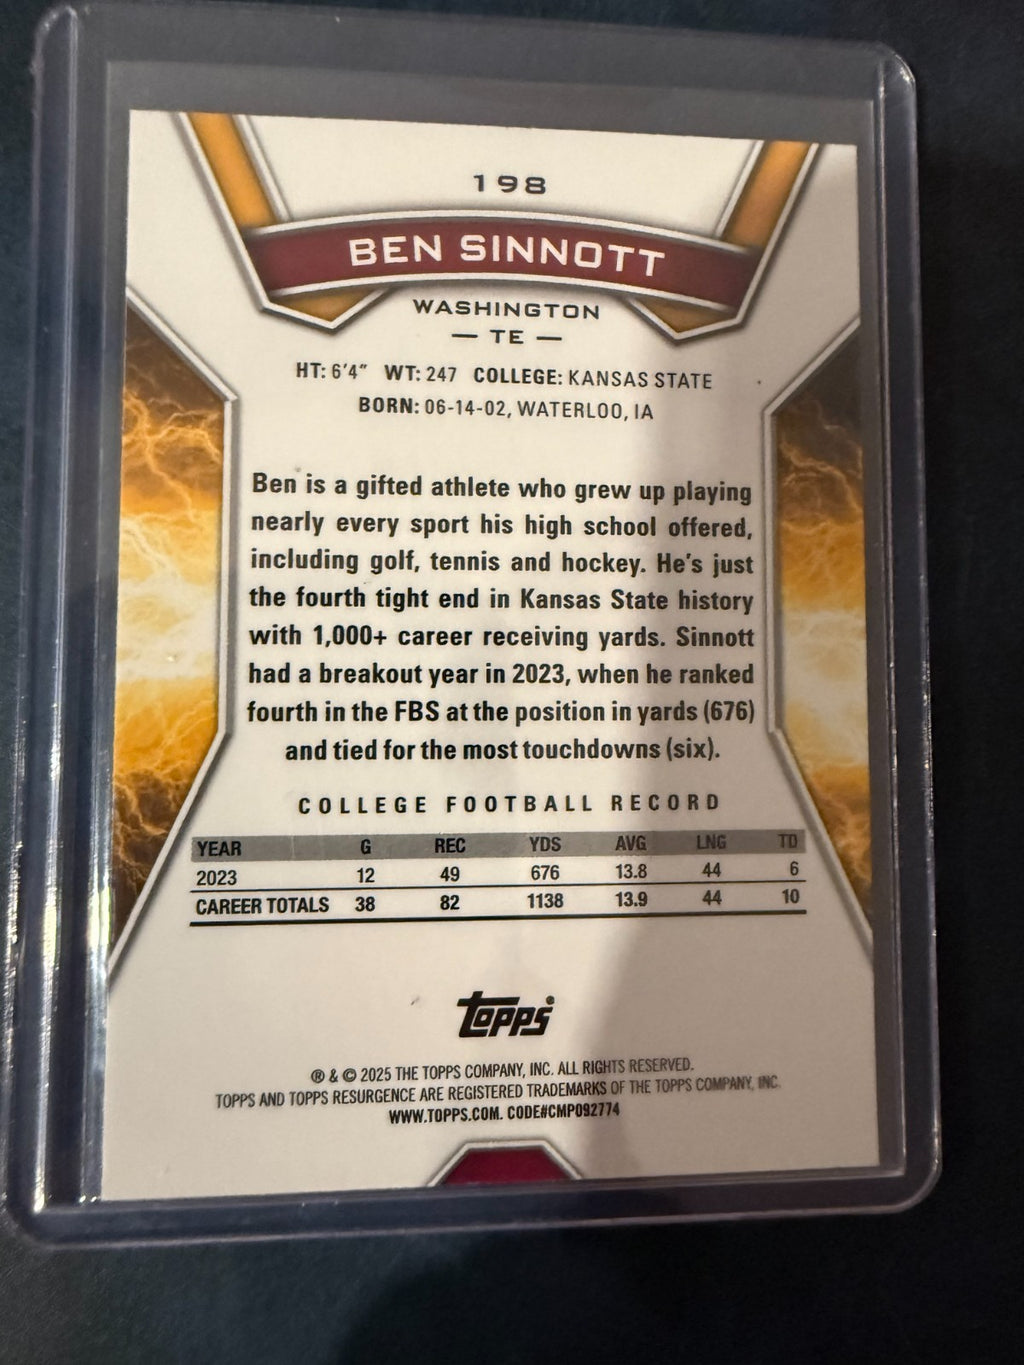 198
BEN SINNOTT
WASHINGTON
— TE —
HT: 6'4" WT: 247 COLLEGE: KANSAS STATE
BORN: 06-14-02, WATERLOO, IA
Ben is a gifted athlete who grew up playing
nearly every sport his high school offered,
including golf, tennis and hockey. He's just
the fourth tight end in Kansas State history
with 1,000+ career receiving yards. Sinnott
had a breakout year in 2023, when he ranked
fourth in the FBS at the position in yards (676)
and tied for the most touchdowns (six).
COLLEGE FOOTBALL RECORD
YEAR G REC YDS AVG LNG TD
2023 12 49 676 13.8 44 6
CAREER TOTALS 38 82 1138 13.9 44 10
topps
® & © 2025 THE TOPPS COMPANY, INC. ALL RIGHTS RESERVED.
TOPPS AND TOPPS RESURGENCE ARE REGISTERED TRADEMARKS OF THE TOPPS COMPANY, INC.
WWW.TOPPS.COM. CODE#CMP092774